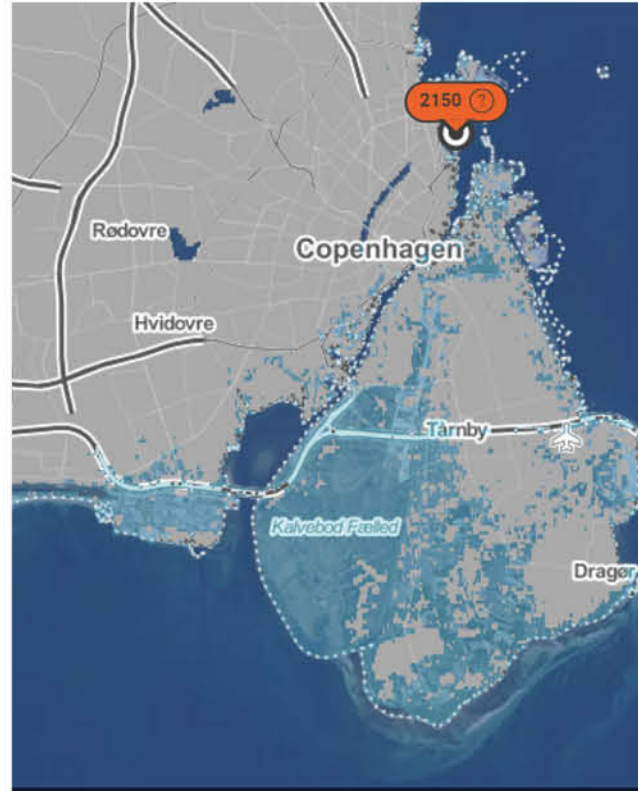 2150 ?
Rødovre
Copenhagen
Hvidovre
Tårnby
Kalvebod Fælled
Dragør